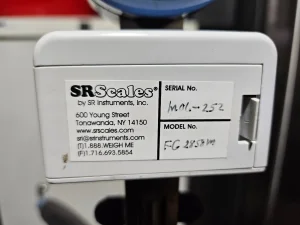 SRScales®
by SR Instruments, Inc.
600 Young Street
Tonawanda, NY 14150
www.srscales.com
sri@srinstruments.com
(T)1.888.WEIGH ME
(F)1.716.693.5854
SERIAL No.
MODEL No.